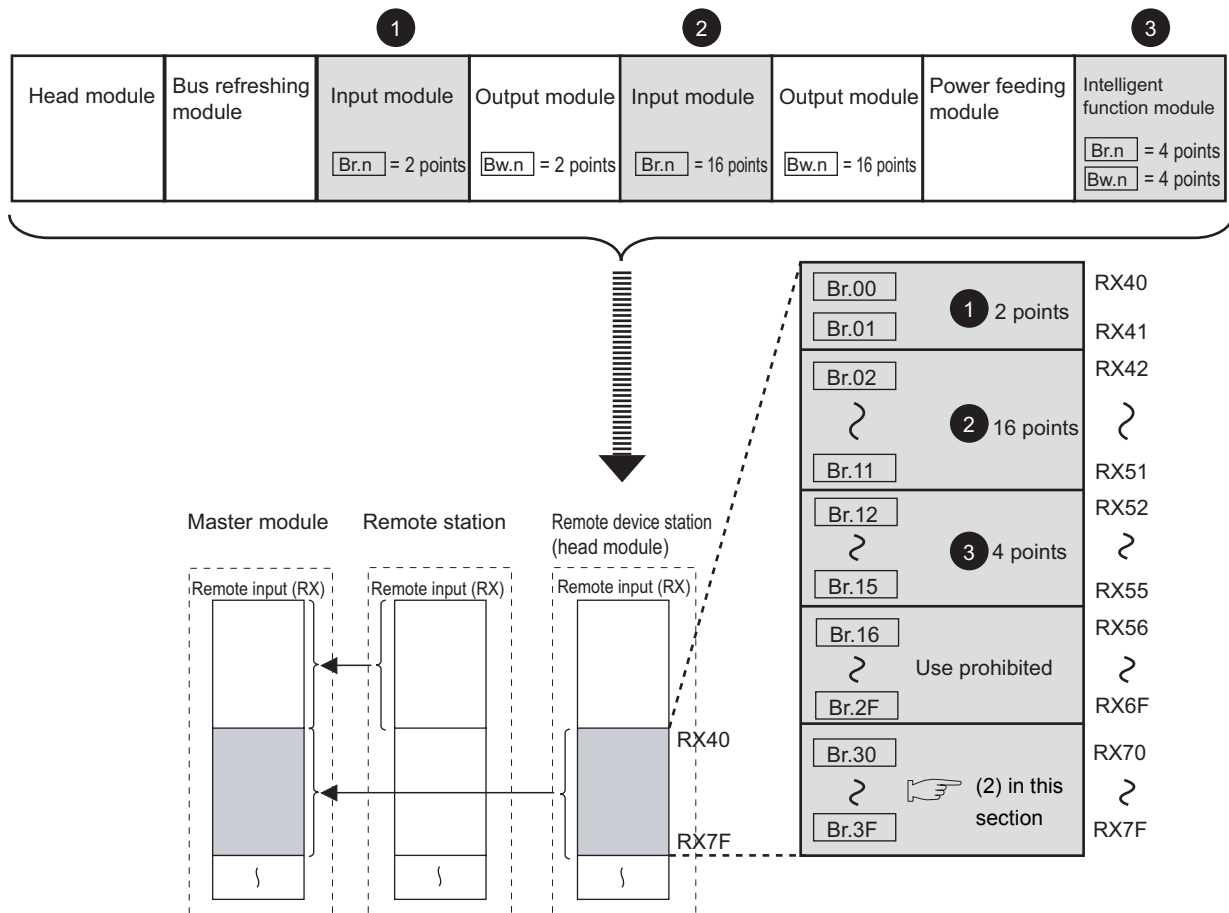 1
2
3
Head module
Bus refreshing
module
Input module
Br.n = 2 points
Output module
Bw.n = 2 points
Input module
Br.n = 16 points
Output module
Bw.n = 16 points
Power feeding
module
Intelligent
function module
Br.n = 4 points
Bw.n = 4 points
Br.00
Br.01
1 2 points
RX40
RX41
Br.02
Br.11
2 16 points
RX42
RX51
Br.12
Br.15
3 4 points
RX52
RX55
Br.16
Br.2F
Use prohibited
RX56
RX6F
Br.30
Br.3F
(2) in this
section
RX70
RX7F
Master module
Remote input (RX)
Remote station
Remote input (RX)
Remote device station
(head module)
Remote input (RX)
RX40
RX7F